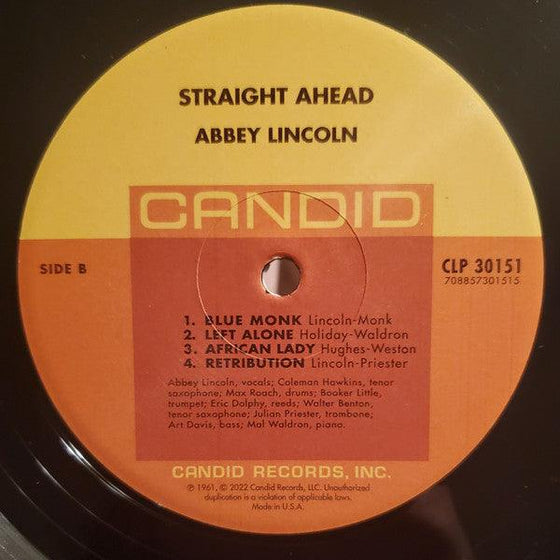 STRAIGHT AHEAD
ABBEY LINCOLN
CANDID
SIDE B
CLP 30151
708857301515
1. BLUE MONK Lincoln-Monk
2. LEFT ALONE Holiday-Waldron
3. AFRICAN LADY Hughes-Weston
4. RETRIBUTION Lincoln-Priester
Abbey Lincoln, vocals; Coleman Hawkins, tenor
saxophone; Max Roach, drums; Booker Little,
trumpet; Eric Dolphy, reeds; Walter Benton,
tenor saxophone; Julian Priester, trombone;
Art Davis, bass; Mal Waldron, piano.
CANDID RECORDS, INC.
℗ 1961, © 2022 Candid Records, LLC. Unauthorized
duplication is a violation of applicable laws.
Made in U.S.A.